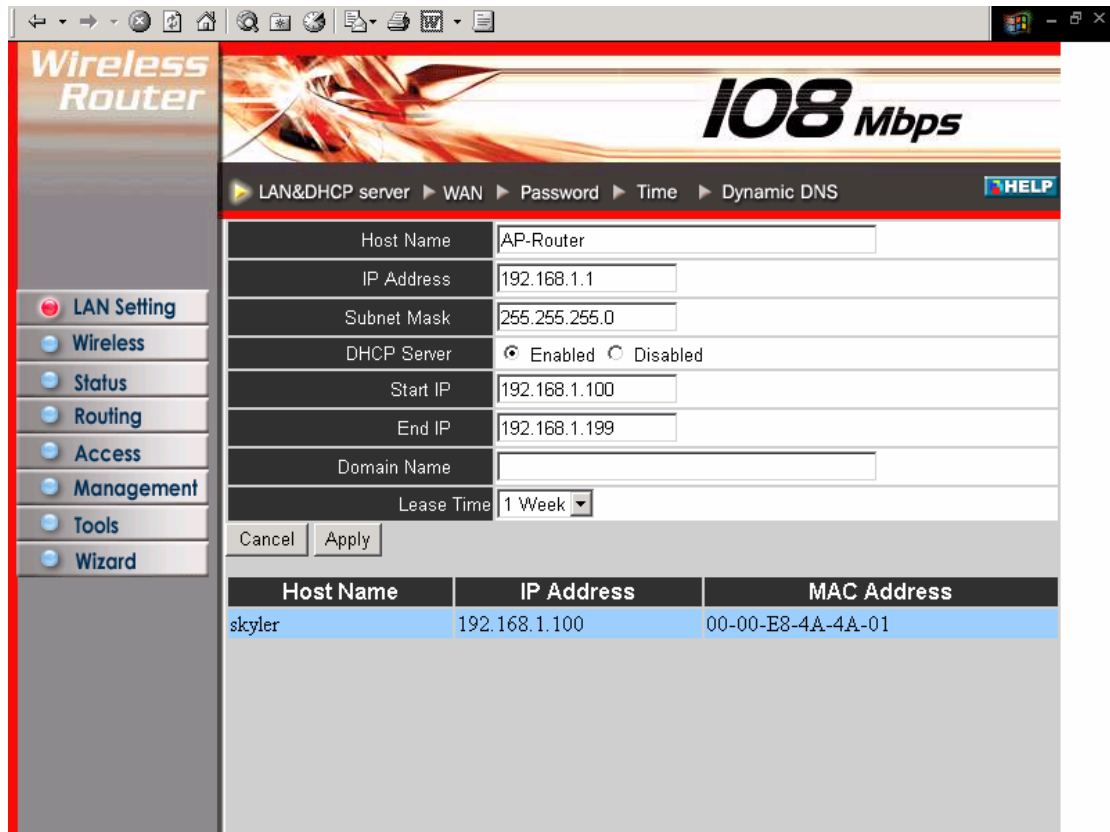 Wireless
Router
108 Mbps
LAN&DHCP server WAN Password Time Dynamic DNS HELP
Host Name AP-Router
IP Address 192.168.1.1
Subnet Mask 255.255.255.0
DHCP Server Enabled Disabled
Start IP 192.168.1.100
End IP 192.168.1.199
Domain Name
Lease Time 1 Week
Cancel Apply
LAN Setting
Wireless
Status
Routing
Access
Management
Tools
Wizard
Host Name IP Address MAC Address
skyler 192.168.1.100 00-00-E8-4A-4A-01